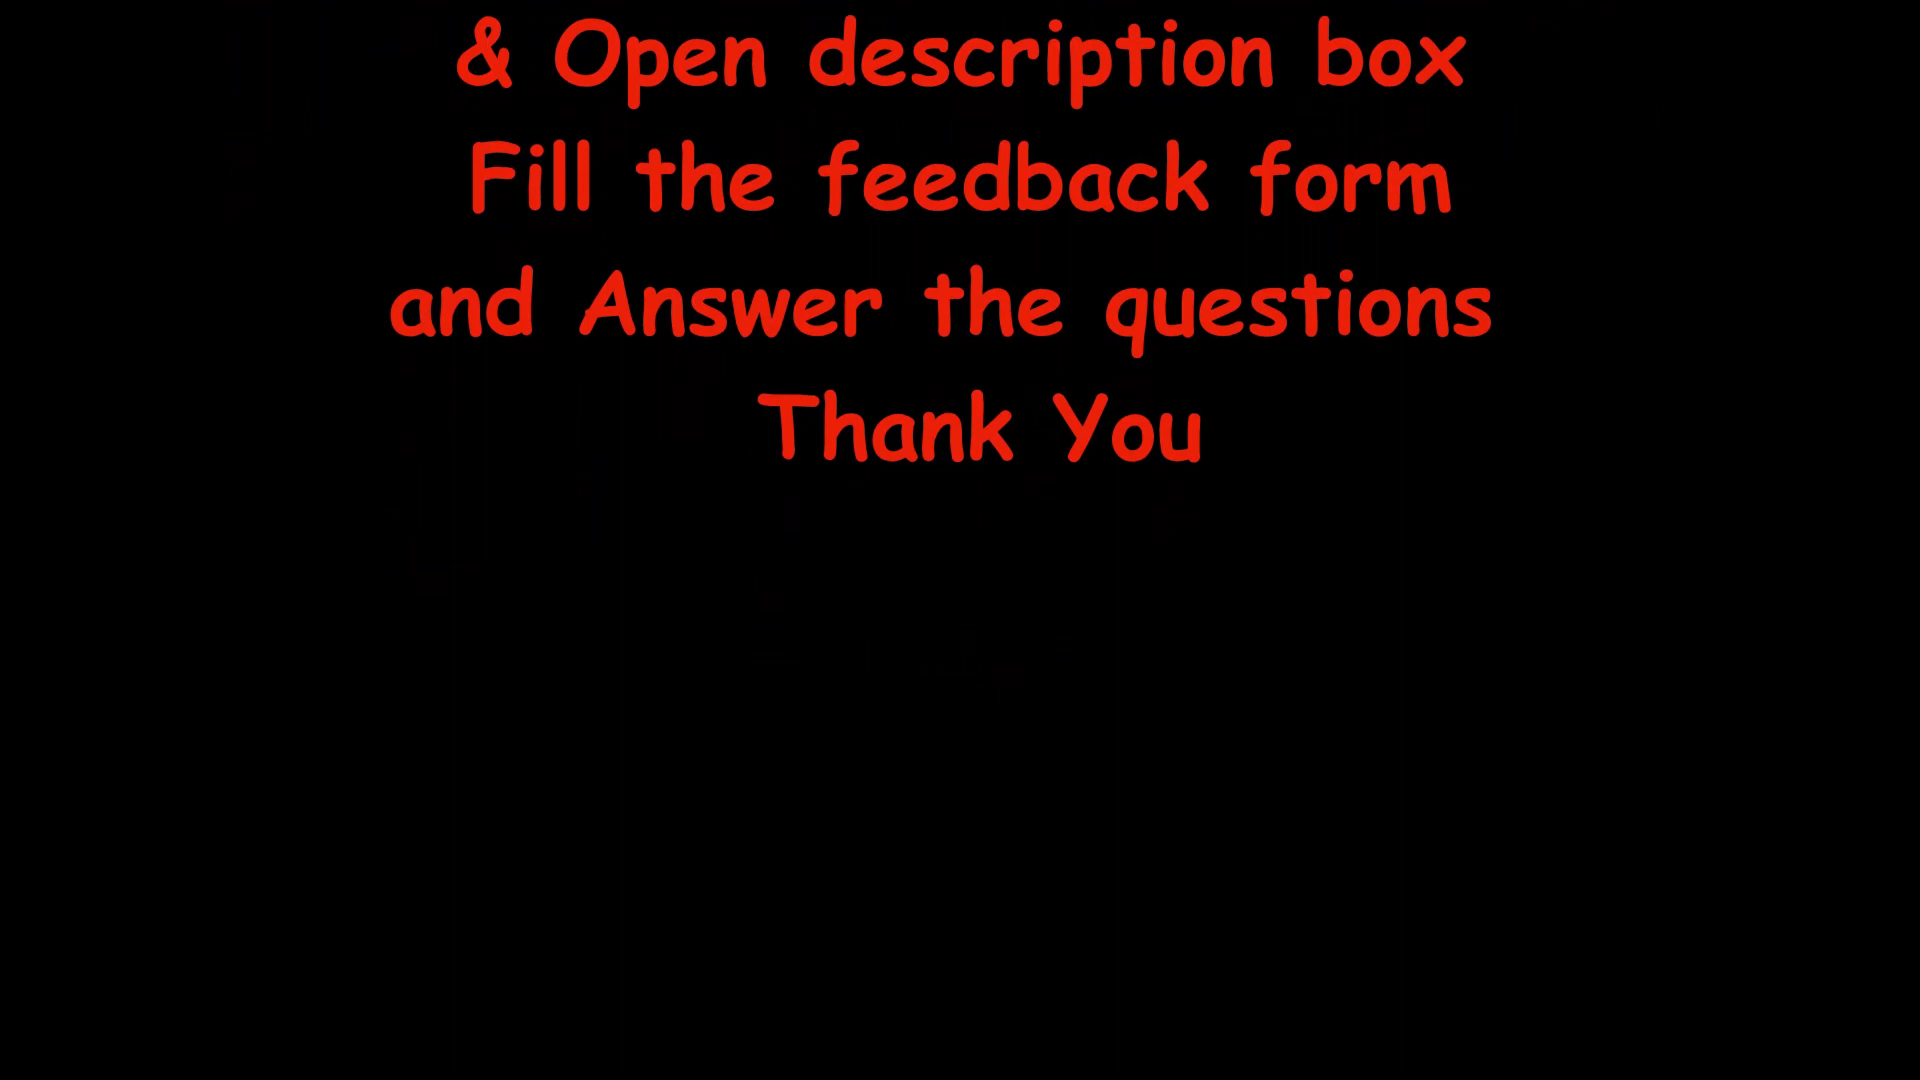 & Open description box
Fill the feedback form
and Answer the questions
Thank You